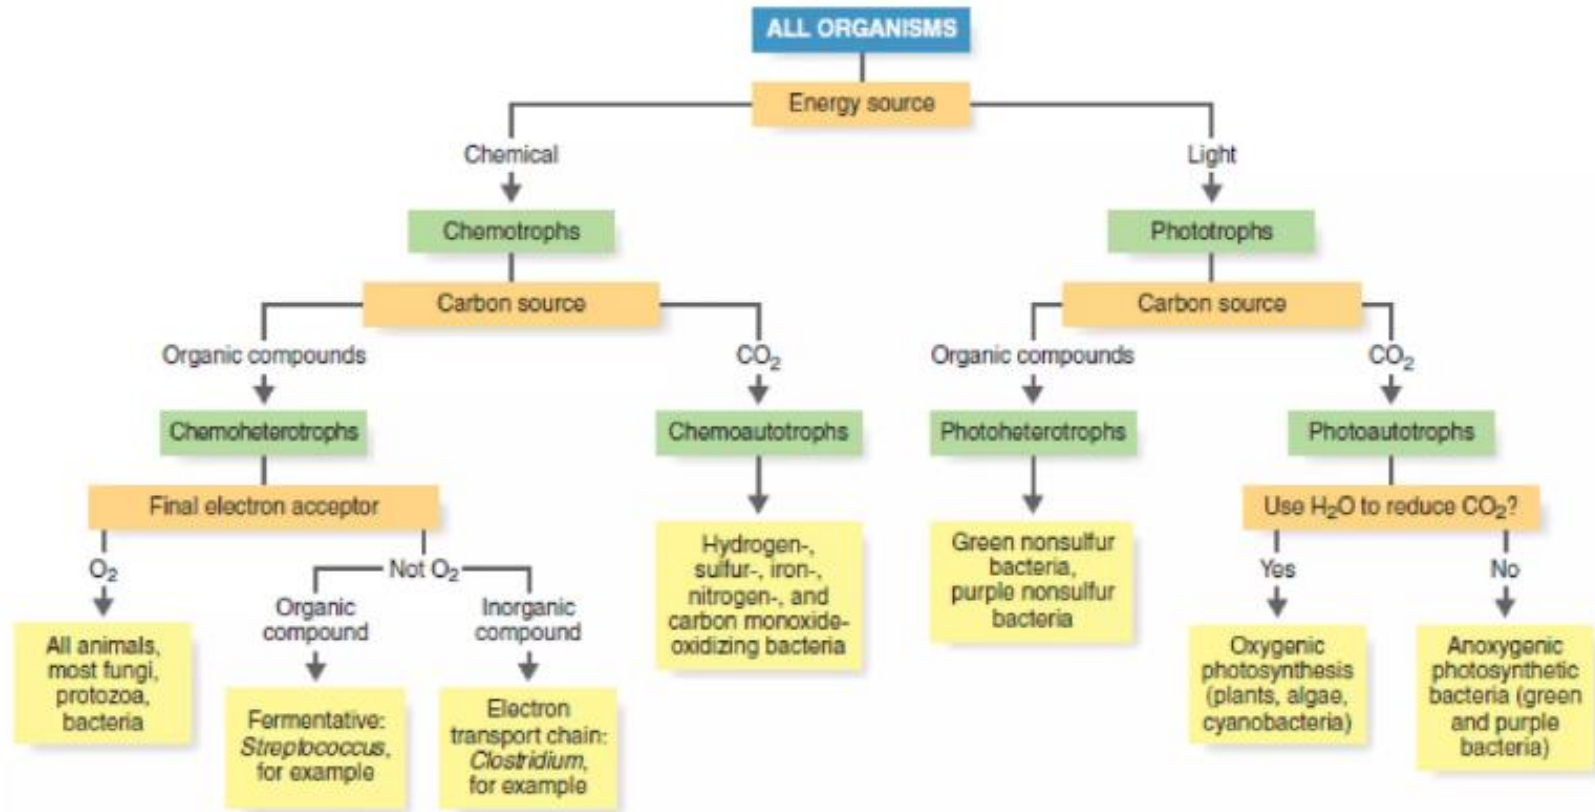 ALL ORGANISMS
Energy source
Chemical
Light
Chemotrophs
Phototrophs
Carbon source
Carbon source
Organic compounds
CO₂
Organic compounds
CO₂
Chemoheterotrophs
Chemoautotrophs
Photoheterotrophs
Photoautotrophs
Final electron acceptor
Use H₂O to reduce CO₂?
O₂
Not O₂
Organic
compound
Inorganic
compound
Yes
No
All animals,
most fungi,
protozoa,
bacteria
Fermentative:
Streptococcus,
for example
Electron
transport chain:
Clostridium,
for example
Hydrogen-,
sulfur-, iron-,
nitrogen-, and
carbon monoxide-
oxidizing bacteria
Green nonsulfur
bacteria,
purple nonsulfur
bacteria
Oxygenic
photosynthesis
(plants, algae,
cyanobacteria)
Anoxygenic
photosynthetic
bacteria (green
and purple
bacteria)